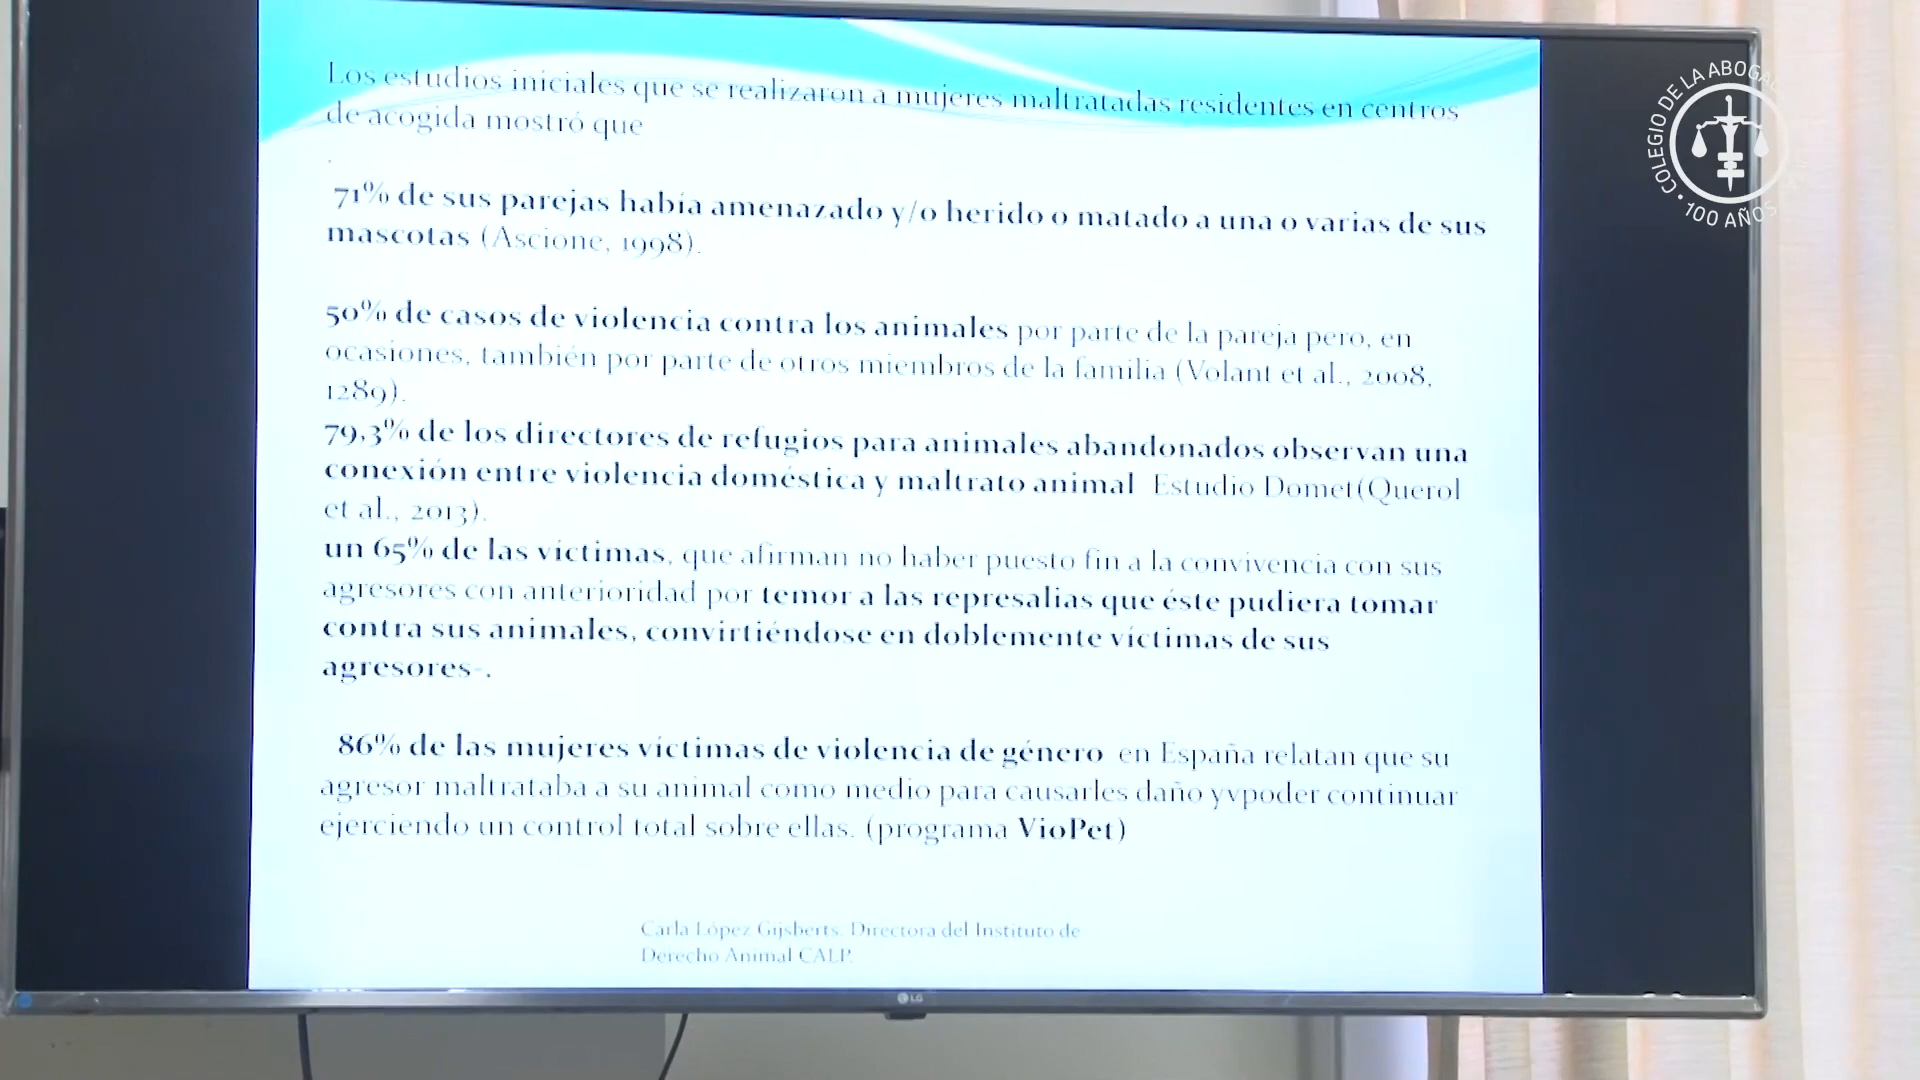 Los estudios iniciales que se realizaron a mujeres maltratadas residentes en centros
de acogida mostró que
.
71% de sus parejas había amenazado y/o herido o matado a una o varias de sus
mascotas (Ascione, 1998).
50% de casos de violencia contra los animales por parte de la pareja pero, en
ocasiones, también por parte de otros miembros de la familia (Volant et al., 2008,
1289).
79,3% de los directores de refugios para animales abandonados observan una
conexión entre violencia doméstica y maltrato animal Estudio Domet(Querol
et al., 2013).
un 65% de las víctimas, que afirman no haber puesto fin a la convivencia con sus
agresores con anterioridad por temor a las represalias que éste pudiera tomar
contra sus animales, convirtiéndose en doblemente víctimas de sus
agresores-.
86% de las mujeres víctimas de violencia de género en España relatan que su
agresor maltrataba a su animal como medio para causarles daño yvpoder continuar
ejerciendo un control total sobre ellas. (programa VioPet)
Carla López Gijsberts. Directora del Instituto de
Derecho Animal CALP.
LG
COLEGIO DE LA ABOGA
100 AÑOS